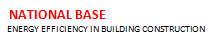 NATIONAL BASE
ENERGY EFFICIENCY IN BUILDING CONSTRUCTION